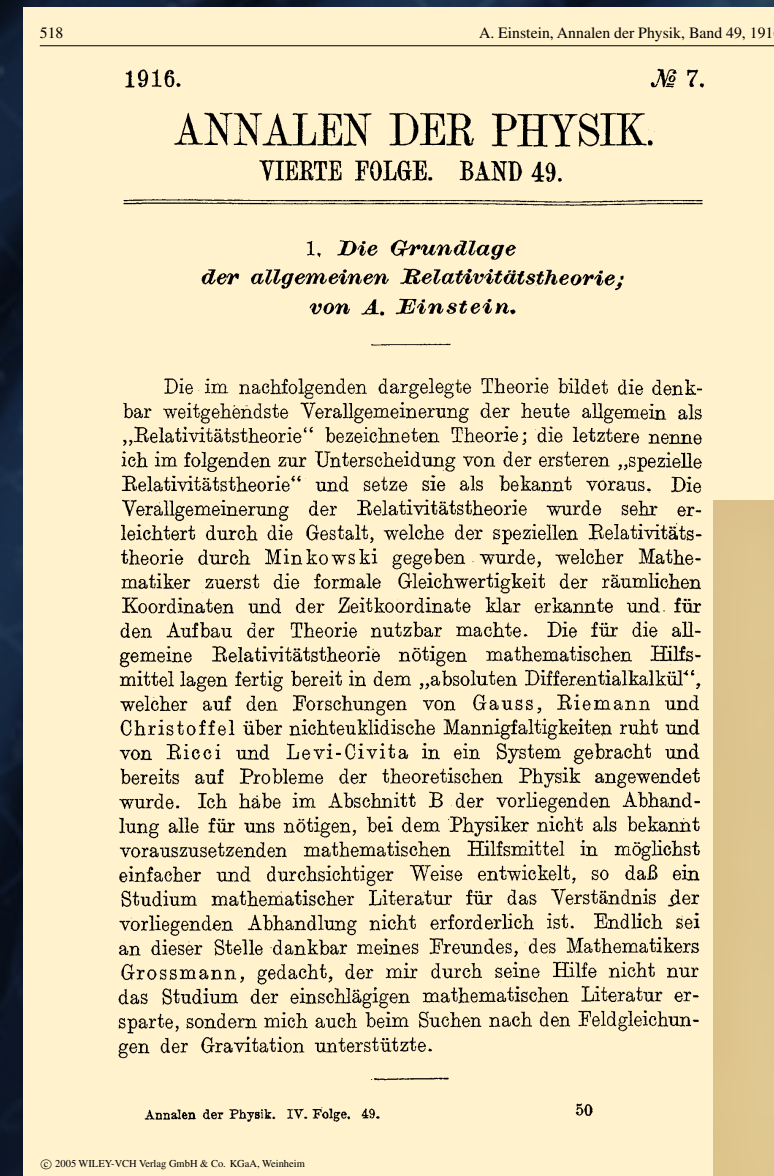 518 A. Einstein, Annalen der Physik, Band 49, 191
1916. № 7.
ANNALEN DER PHYSIK.
VIERTE FOLGE. BAND 49.
1. Die Grundlage
der allgemeinen Relativitätstheorie;
von A. Einstein.
Die im nachfolgenden dargelegte Theorie bildet die denk-
bar weitgehendste Verallgemeinerung der heute allgemein als
„Relativitätstheorie“ bezeichneten Theorie; die letztere nenne
ich im folgenden zur Unterscheidung von der ersteren „spezielle
Relativitätstheorie“ und setze sie als bekannt voraus. Die
Verallgemeinerung der Relativitätstheorie wurde sehr er-
leichtert durch die Gestalt, welche der speziellen Relativitäts-
theorie durch Minkowski gegeben wurde, welcher Mathe-
matiker zuerst die formale Gleichwertigkeit der räumlichen
Koordinaten und der Zeitkoordinate klar erkannte und für
den Aufbau der Theorie nutzbar machte. Die für die all-
gemeine Relativitätstheorie nötigen mathematischen Hilfs-
mittel lagen fertig bereit in dem „absoluten Differentialkalkül“,
welcher auf den Forschungen von Gauss, Riemann und
Christoffel über nichteuklidische Mannigfaltigkeiten ruht und
von Ricci und Levi-Civita in ein System gebracht und
bereits auf Probleme der theoretischen Physik angewendet
wurde. Ich habe im Abschnitt B der vorliegenden Abhand-
lung alle für uns nötigen, bei dem Physiker nicht als bekannt
vorauszusetzenden mathematischen Hilfsmittel in möglichst
einfacher und durchsichtiger Weise entwickelt, so daß ein
Studium mathematischer Literatur für das Verständnis der
vorliegenden Abhandlung nicht erforderlich ist. Endlich sei
an dieser Stelle dankbar meines Freundes, des Mathematikers
Grossmann, gedacht, der mir durch seine Hilfe nicht nur
das Studium der einschlägigen mathematischen Literatur er-
sparte, sondern mich auch beim Suchen nach den Feldgleichun-
gen der Gravitation unterstützte.
Annalen der Physik. IV. Folge. 49. 50
© 2005 WILEY-VCH Verlag GmbH & Co. KGaA, Weinheim